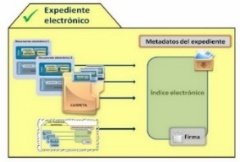 Expediente
electrónico
Metadatos del expediente
Índice electrónico
CARPETA
Firma